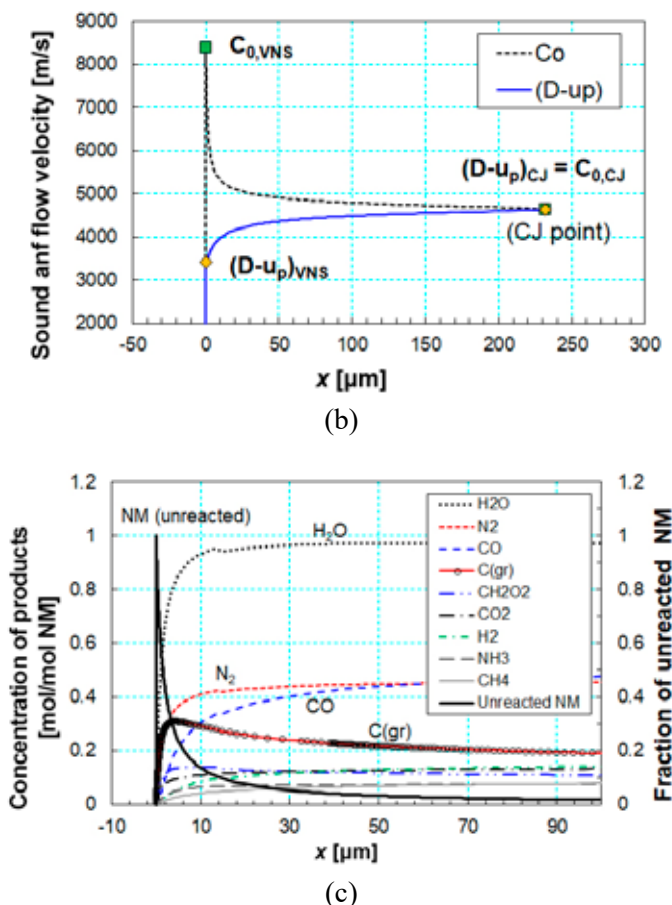 9000
8000
7000
6000
5000
4000
3000
2000
Sound anf flow velocity [m/s]
C0,VNS
Co
(D-up)
(D-up)CJ = C0,CJ
(CJ point)
(D-up)VNS
-50 0 50 100 150 200 250 300
x [µm]
(b)
1.2
1
0.8
0.6
0.4
0.2
0
Concentration of products
[mol/mol NM]
NM (unreacted)
H2O
N2
CO
C(gr)
H2O
N2
CO
C(gr)
CH2O2
CO2
H2
NH3
CH4
Unreacted NM
1.2
1
0.8
0.6
0.4
0.2
0
Fraction of unreacted NM
-10 10 30 50 70 90
x [µm]
(c)